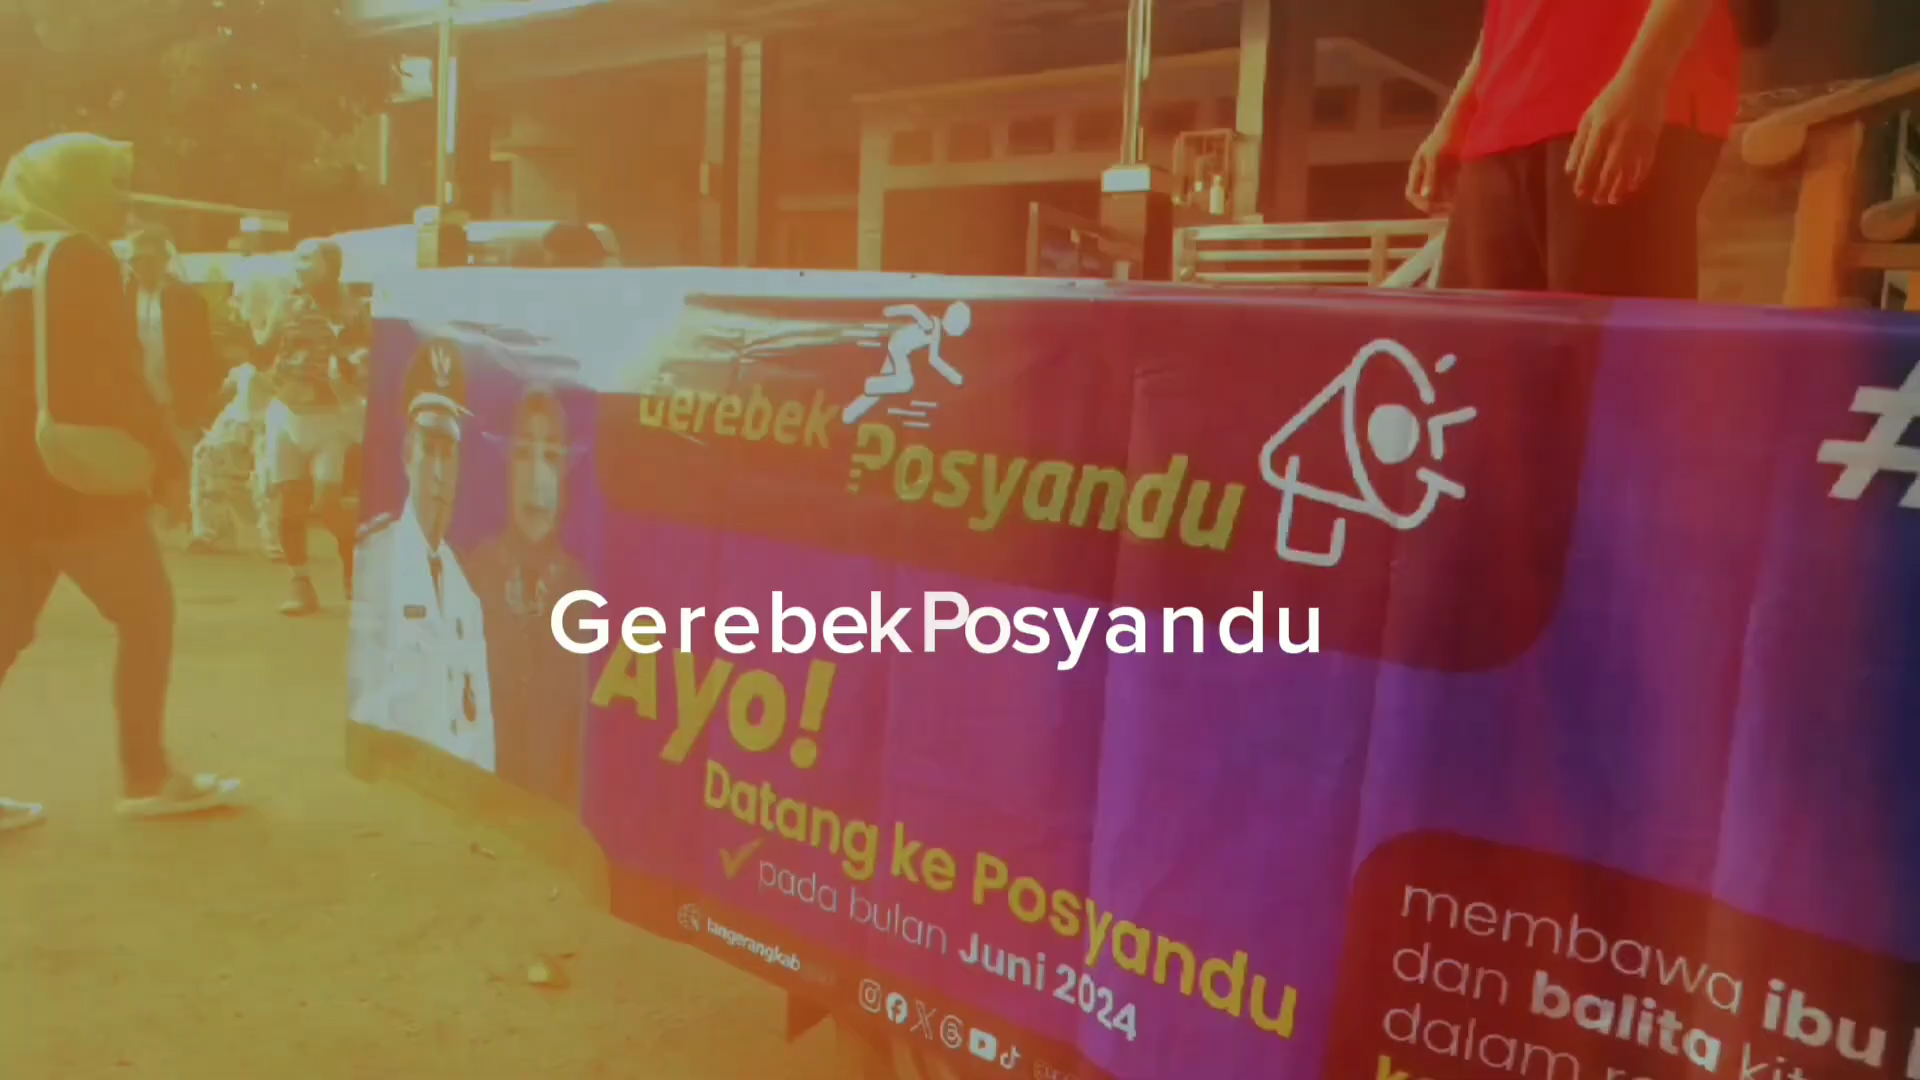 Gerebek
Posyandu
#
GerebekPosyandu
Ayo!
Datang ke Posyandu
pada bulan Juni 2024
tangerangkab
membawa ibu
dan balita
dalam